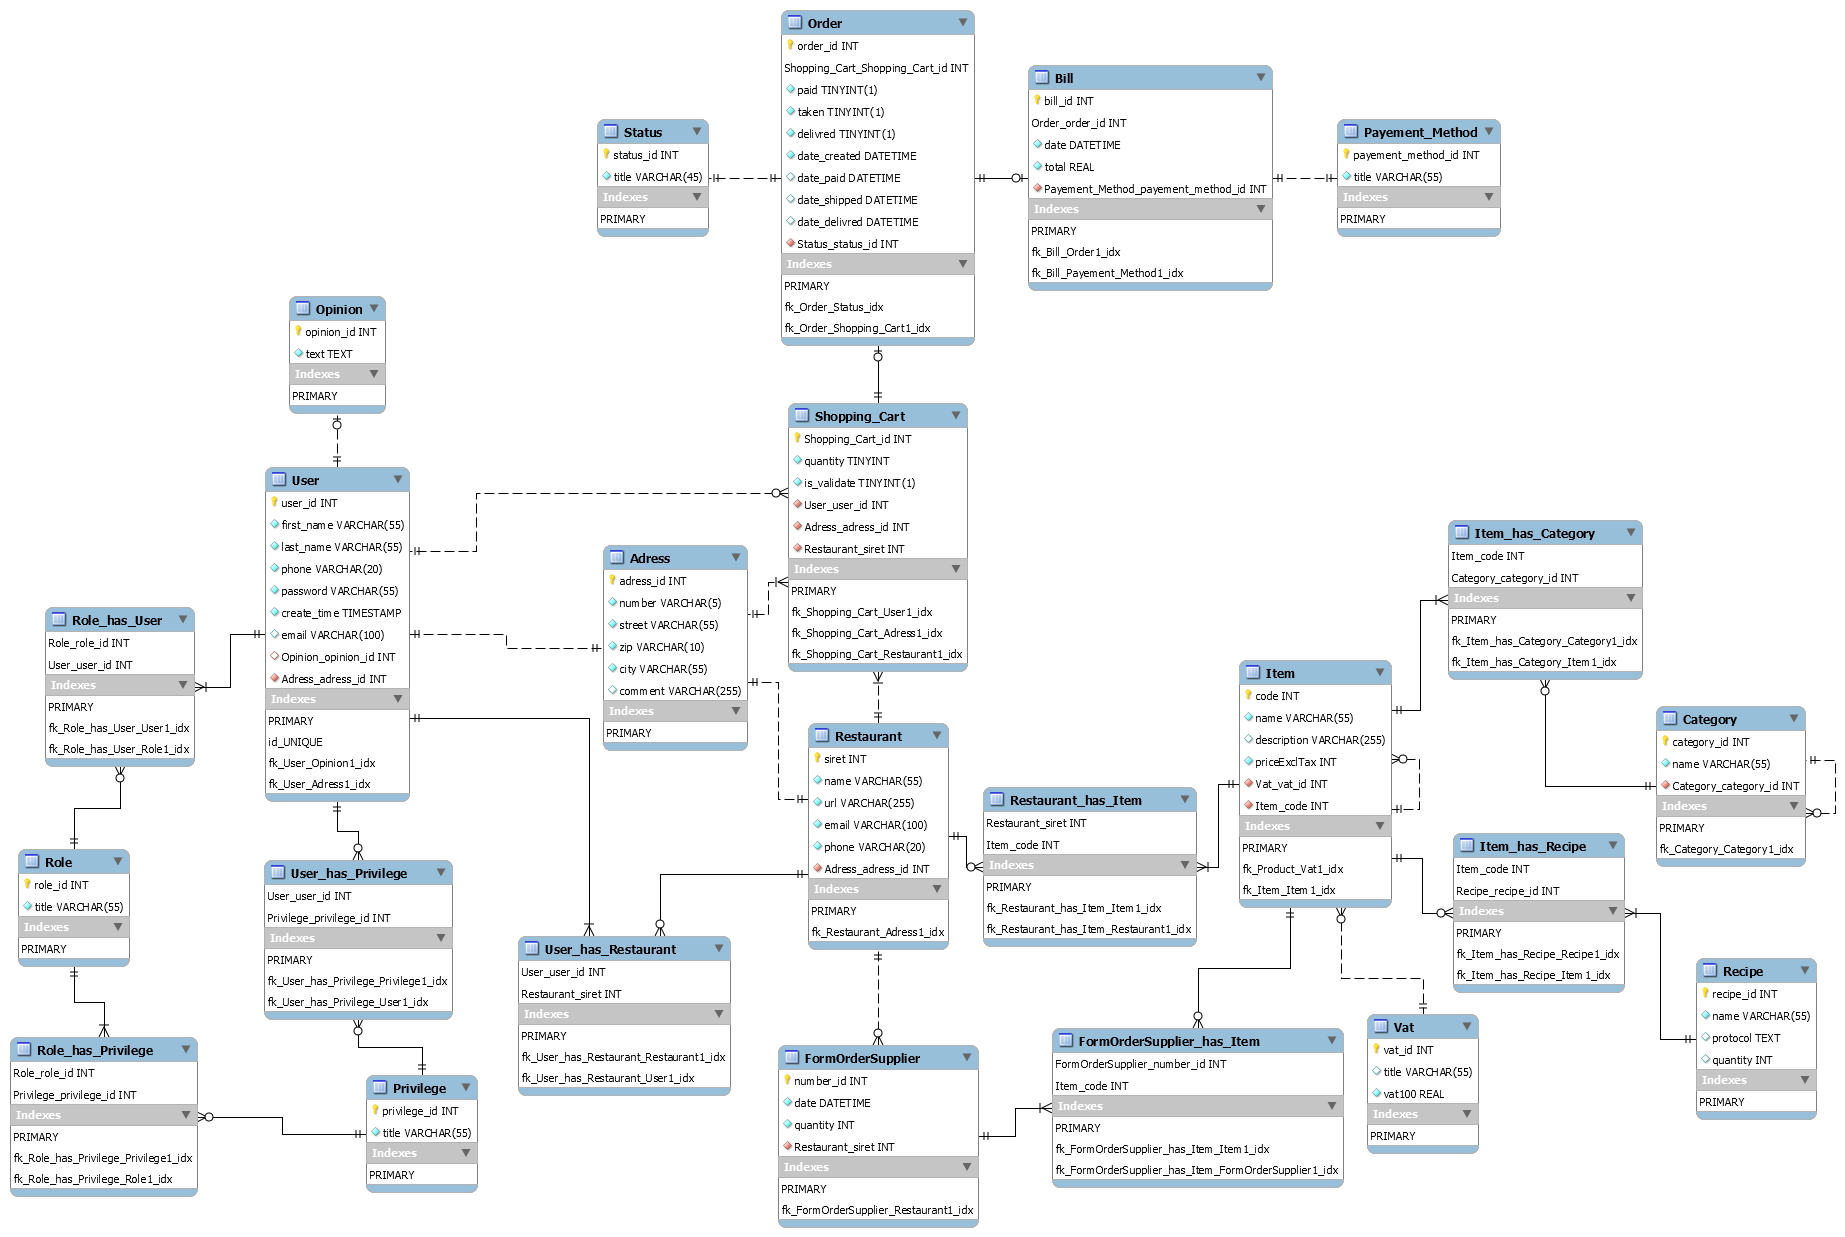 Order
order_id INT
Shopping_Cart_Shopping_Cart_id INT
paid TINYINT(1)
taken TINYINT(1)
delivred TINYINT(1)
date_created DATETIME
date_paid DATETIME
date_shipped DATETIME
date_delivred DATETIME
Status_status_id INT
Indexes
PRIMARY
fk_Order_Status_idx
fk_Order_Shopping_Cart1_idx
Bill
bill_id INT
Order_order_id INT
date DATETIME
total REAL
Payement_Method_payement_method_id INT
Indexes
PRIMARY
fk_Bill_Order1_idx
fk_Bill_Payement_Method1_idx
Status
status_id INT
title VARCHAR(45)
Indexes
PRIMARY
Payement_Method
payement_method_id INT
title VARCHAR(55)
Indexes
PRIMARY
Opinion
opinion_id INT
text TEXT
Indexes
PRIMARY
Shopping_Cart
Shopping_Cart_id INT
quantity TINYINT
is_validate TINYINT(1)
User_user_id INT
Adress_adress_id INT
Restaurant_siret INT
Indexes
PRIMARY
fk_Shopping_Cart_User1_idx
fk_Shopping_Cart_Adress1_idx
fk_Shopping_Cart_Restaurant1_idx
User
user_id INT
first_name VARCHAR(55)
last_name VARCHAR(55)
phone VARCHAR(20)
password VARCHAR(55)
create_time TIMESTAMP
email VARCHAR(100)
Opinion_opinion_id INT
Adress_adress_id INT
Indexes
PRIMARY
id_UNIQUE
fk_User_Opinion1_idx
fk_User_Adress1_idx
Adress
adress_id INT
number VARCHAR(5)
street VARCHAR(55)
zip VARCHAR(10)
city VARCHAR(55)
comment VARCHAR(255)
Indexes
PRIMARY
Item_has_Category
Item_code INT
Category_category_id INT
Indexes
PRIMARY
fk_Item_has_Category_Category1_idx
fk_Item_has_Category_Item1_idx
Role_has_User
Role_role_id INT
User_user_id INT
Indexes
PRIMARY
fk_Role_has_User_User1_idx
fk_Role_has_User_Role1_idx
Item
code INT
name VARCHAR(55)
description VARCHAR(255)
priceExclTax INT
Vat_vat_id INT
Item_code INT
Indexes
PRIMARY
fk_Product_Vat1_idx
fk_Item_Item1_idx
Category
category_id INT
name VARCHAR(55)
Category_category_id INT
Indexes
PRIMARY
fk_Category_Category1_idx
Restaurant
siret INT
name VARCHAR(55)
url VARCHAR(255)
email VARCHAR(100)
phone VARCHAR(20)
Adress_adress_id INT
Indexes
PRIMARY
fk_Restaurant_Adress1_idx
Restaurant_has_Item
Restaurant_siret INT
Item_code INT
Indexes
PRIMARY
fk_Restaurant_has_Item_Item1_idx
fk_Restaurant_has_Item_Restaurant1_idx
Item_has_Recipe
Item_code INT
Recipe_recipe_id INT
Indexes
PRIMARY
fk_Item_has_Recipe_Recipe1_idx
fk_Item_has_Recipe_Item1_idx
Role
role_id INT
title VARCHAR(55)
Indexes
PRIMARY
User_has_Privilege
User_user_id INT
Privilege_privilege_id INT
Indexes
PRIMARY
fk_User_has_Privilege_Privilege1_idx
fk_User_has_Privilege_User1_idx
User_has_Restaurant
User_user_id INT
Restaurant_siret INT
Indexes
PRIMARY
fk_User_has_Restaurant_Restaurant1_idx
fk_User_has_Restaurant_User1_idx
Recipe
recipe_id INT
name VARCHAR(55)
protocol TEXT
quantity INT
Indexes
PRIMARY
Vat
vat_id INT
title VARCHAR(55)
vat100 REAL
Indexes
PRIMARY
FormOrderSupplier_has_Item
FormOrderSupplier_number_id INT
Item_code INT
Indexes
PRIMARY
fk_FormOrderSupplier_has_Item_Item1_idx
fk_FormOrderSupplier_has_Item_FormOrderSupplier1_idx
Role_has_Privilege
Role_role_id INT
Privilege_privilege_id INT
Indexes
PRIMARY
fk_Role_has_Privilege_Privilege1_idx
fk_Role_has_Privilege_Role1_idx
FormOrderSupplier
number_id INT
date DATETIME
quantity INT
Restaurant_siret INT
Indexes
PRIMARY
fk_FormOrderSupplier_Restaurant1_idx
Privilege
privilege_id INT
title VARCHAR(55)
Indexes
PRIMARY